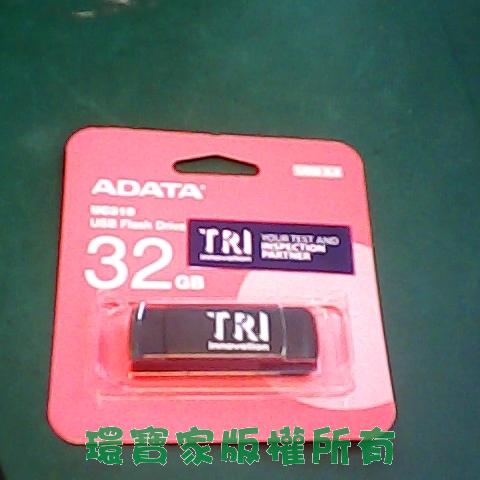 ADATA
USB Flash Drive
32GB
TRI
innovation
YOUR TEST AND
INSPECTION
PARTNER
TRI
innovation
環寶家版權所有